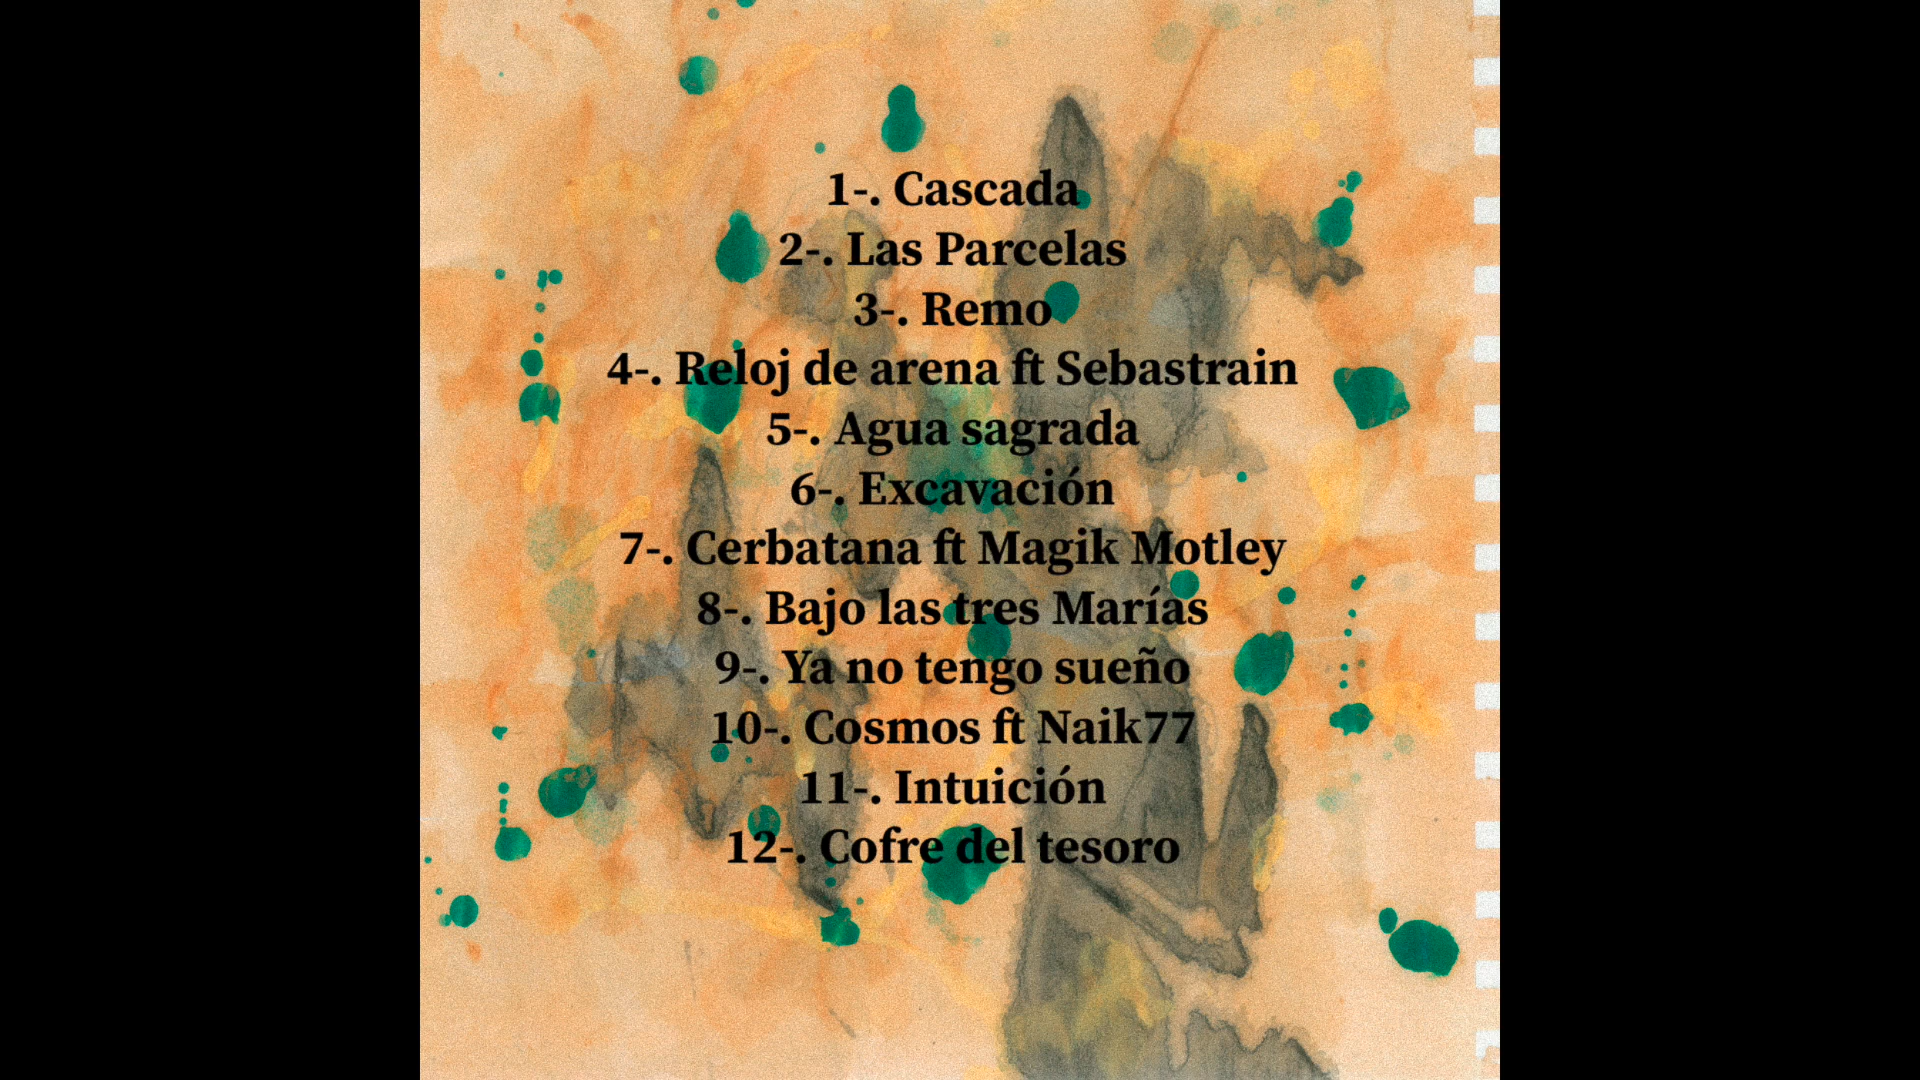 1-. Cascada
2-. Las Parcelas
3-. Remo
4-. Reloj de arena ft Sebastrain
5-. Agua sagrada
6-. Excavación
7-. Cerbatana ft Magik Motley
8-. Bajo las tres Marías
9-. Ya no tengo sueño
10-. Cosmos ft Naik77
11-. Intuición
12-. Cofre del tesoro